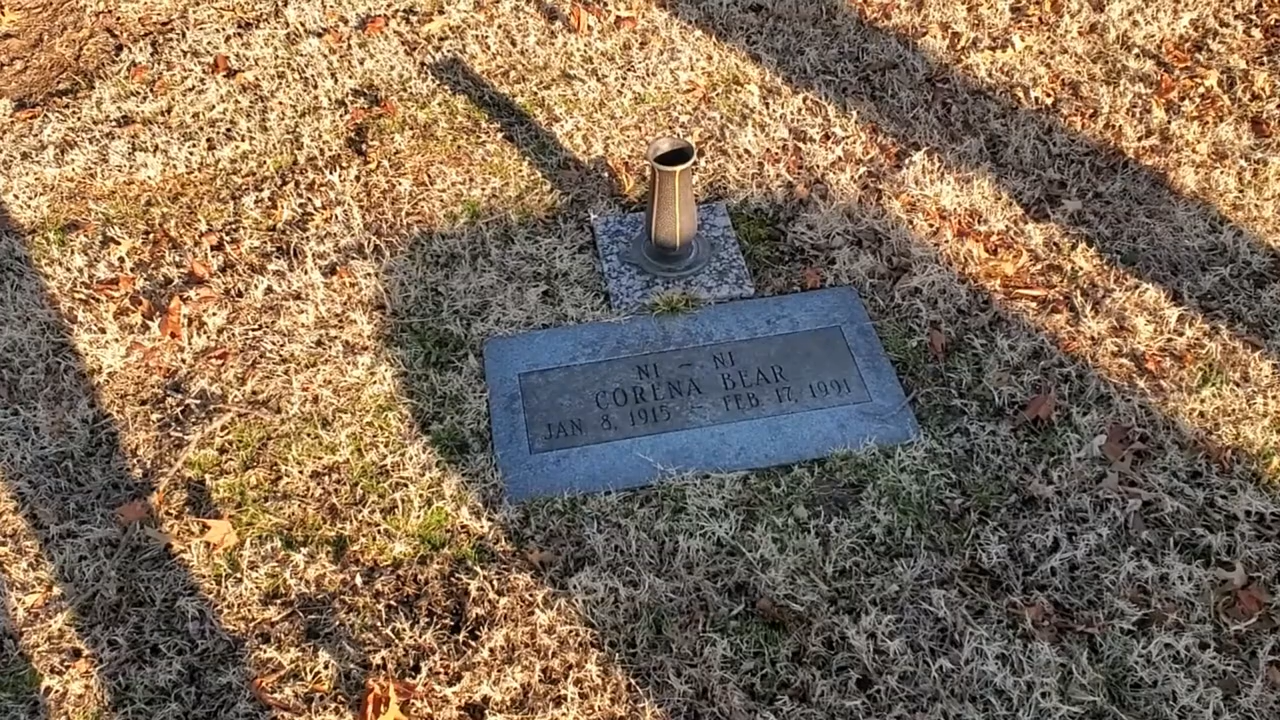 NI – NI
CORENA BEAR
JAN 8, 1915 – FEB 17, 1991